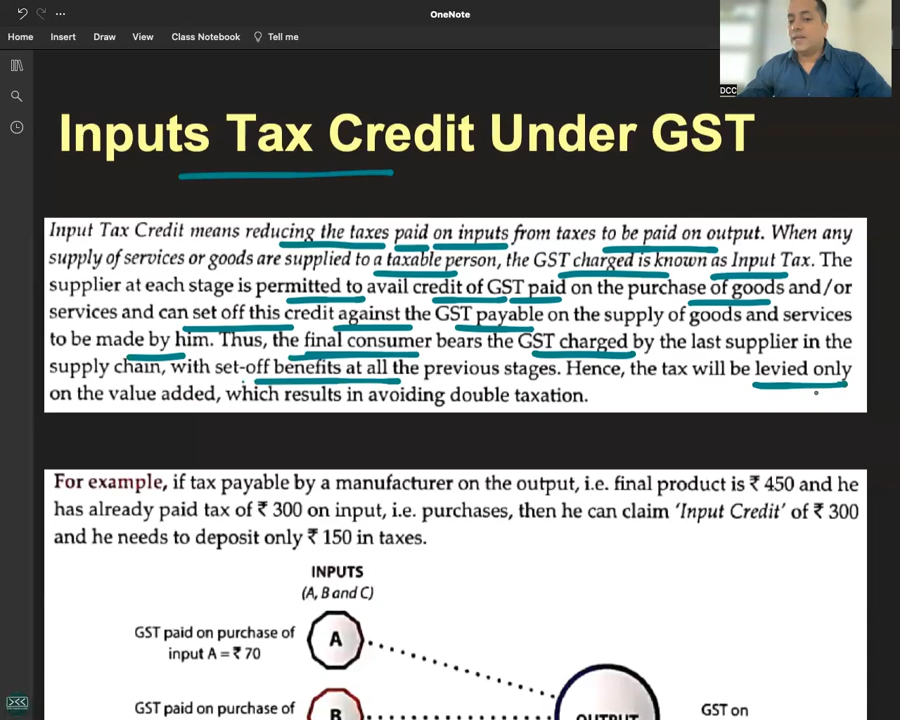 OneNote
Home Insert Draw View Class Notebook Tell me
DCC
Inputs Tax Credit Under GST
Input Tax Credit means reducing the taxes paid on inputs from taxes to be paid on output. When any
supply of services or goods are supplied to a taxable person, the GST charged is known as Input Tax. The
supplier at each stage is permitted to avail credit of GST paid on the purchase of goods and/or
services and can set off this credit against the GST payable on the supply of goods and services
to be made by him. Thus, the final consumer bears the GST charged by the last supplier in the
supply chain, with set-off benefits at all the previous stages. Hence, the tax will be levied only
on the value added, which results in avoiding double taxation.
For example, if tax payable by a manufacturer on the output, i.e. final product is ₹ 450 and he
has already paid tax of ₹ 300 on input, i.e. purchases, then he can claim 'Input Credit' of ₹ 300
and he needs to deposit only ₹ 150 in taxes.
INPUTS
(A, B and C)
GST paid on purchase of
input A = ₹ 70
A
GST paid on purchase of
B
OUTPUT
GST on